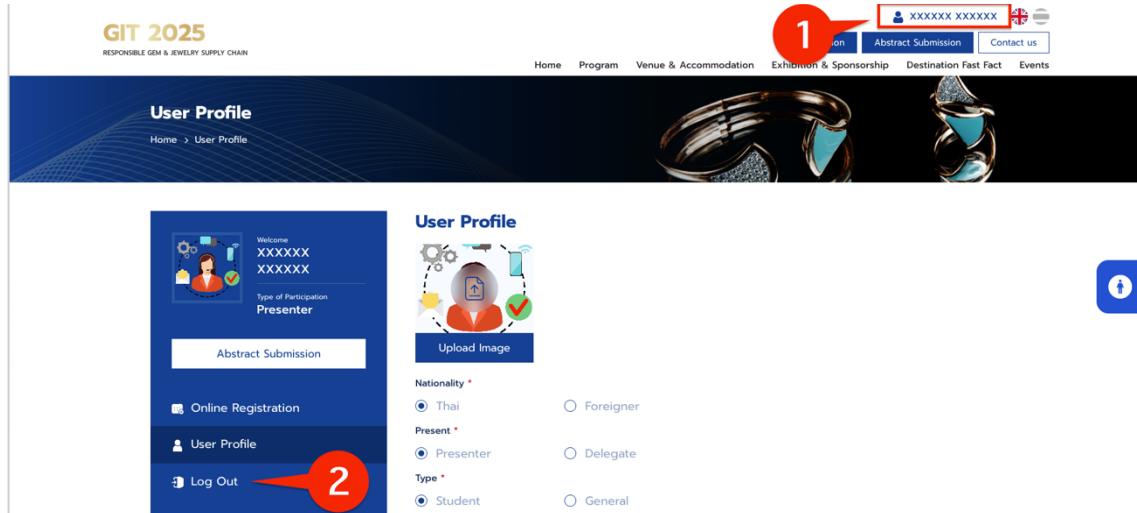 GIT 2025
RESPONSIBLE GEM & JEWELRY SUPPLY CHAIN
XXXXXX XXXXXX
1
Abstract Submission
Contact us
Home Program Venue & Accommodation Exhibition & Sponsorship Destination Fast Fact Events
User Profile
Home > User Profile
Welcome
XXXXXX
XXXXXX
Type of Participation
Presenter
Abstract Submission
Online Registration
User Profile
Log Out
2
User Profile
Upload Image
Nationality *
Thai Foreigner
Present *
Presenter Delegate
Type *
Student General